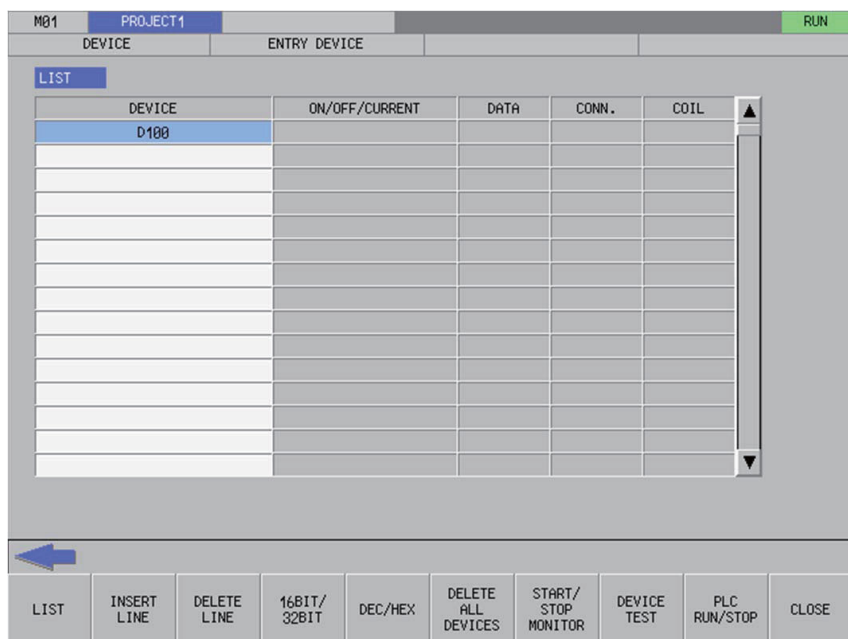 M01 PROJECT1 RUN
DEVICE ENTRY DEVICE
LIST
DEVICE ON/OFF/CURRENT DATA CONN. COIL
D100
LIST
INSERT
LINE
DELETE
LINE
16BIT/
32BIT
DEC/HEX
DELETE
ALL
DEVICES
START/
STOP
MONITOR
DEVICE
TEST
PLC
RUN/STOP
CLOSE